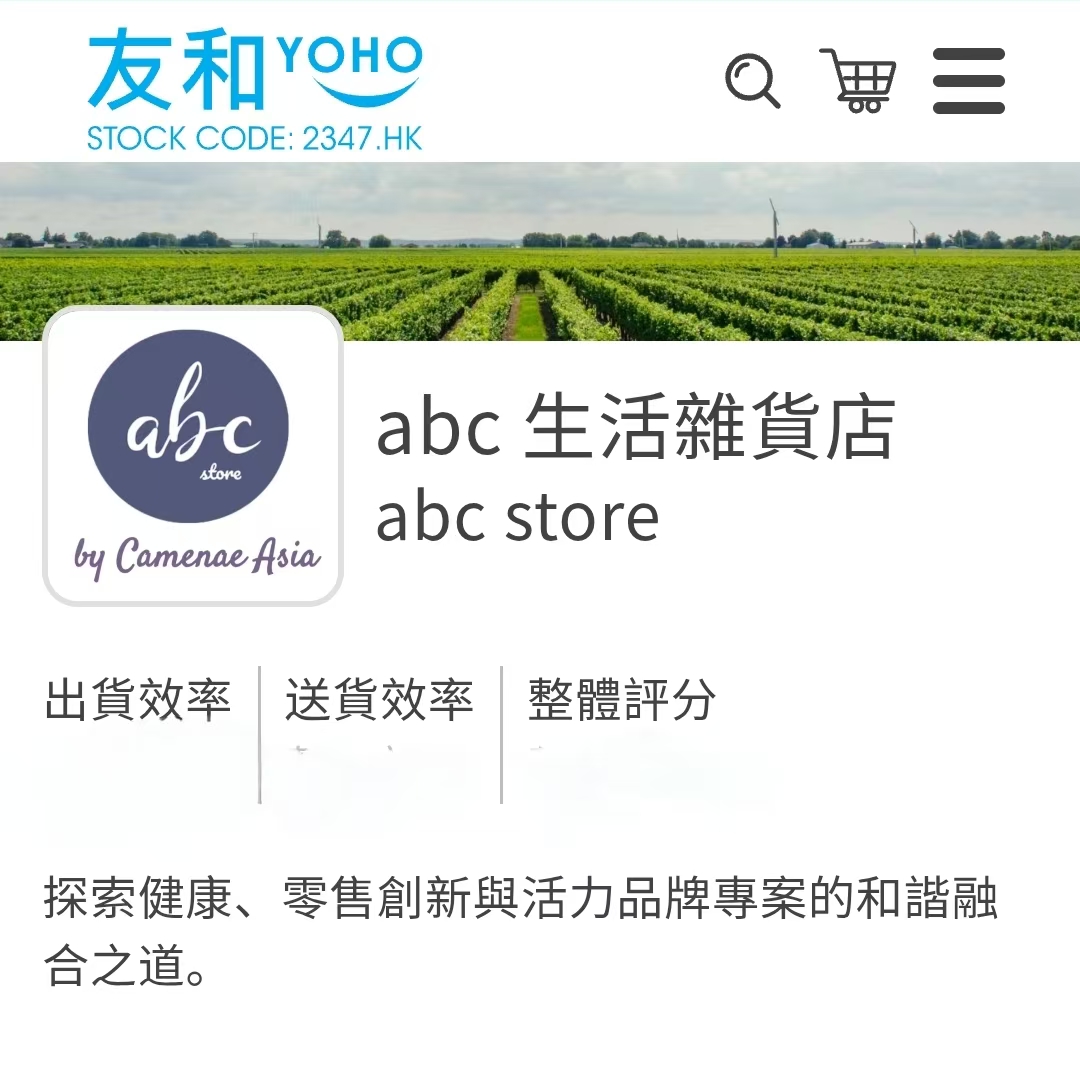 友和 YOHO
STOCK CODE: 2347.HK
abc
store
by Camenae Asia
abc 生活雜貨店
abc store
出貨效率
送貨效率
整體評分
探索健康、零售創新與活力品牌專案的和諧融
合之道。